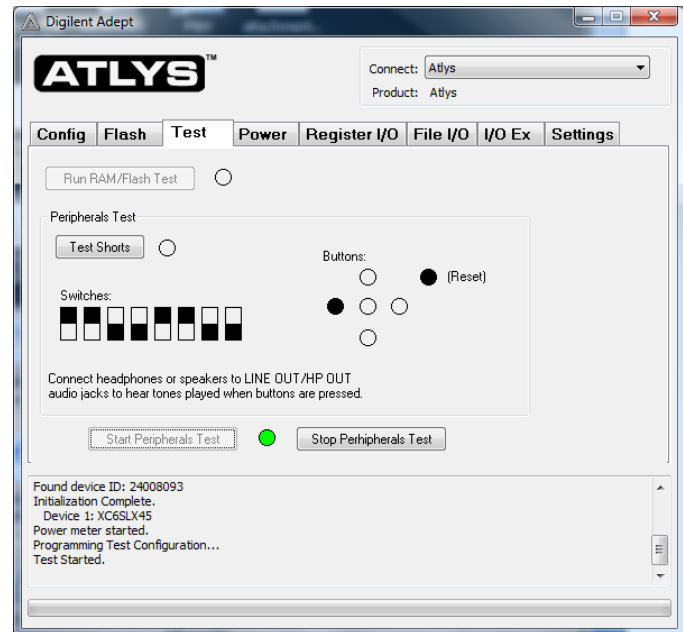 Digilent Adept
ATLYS™
Connect: Atlys
Product: Atlys
Config Flash Test Power Register I/O File I/O I/O Ex Settings
Run RAM/Flash Test
Peripherals Test
Test Shorts
Buttons:
(Reset)
Switches:
Connect headphones or speakers to LINE OUT/HP OUT
audio jacks to hear tones played when buttons are pressed.
Start Peripherals Test
Stop Perhipherals Test
Found device ID: 24008093
Initialization Complete.
Device 1: XC6SLX45
Power meter started.
Programming Test Configuration...
Test Started.